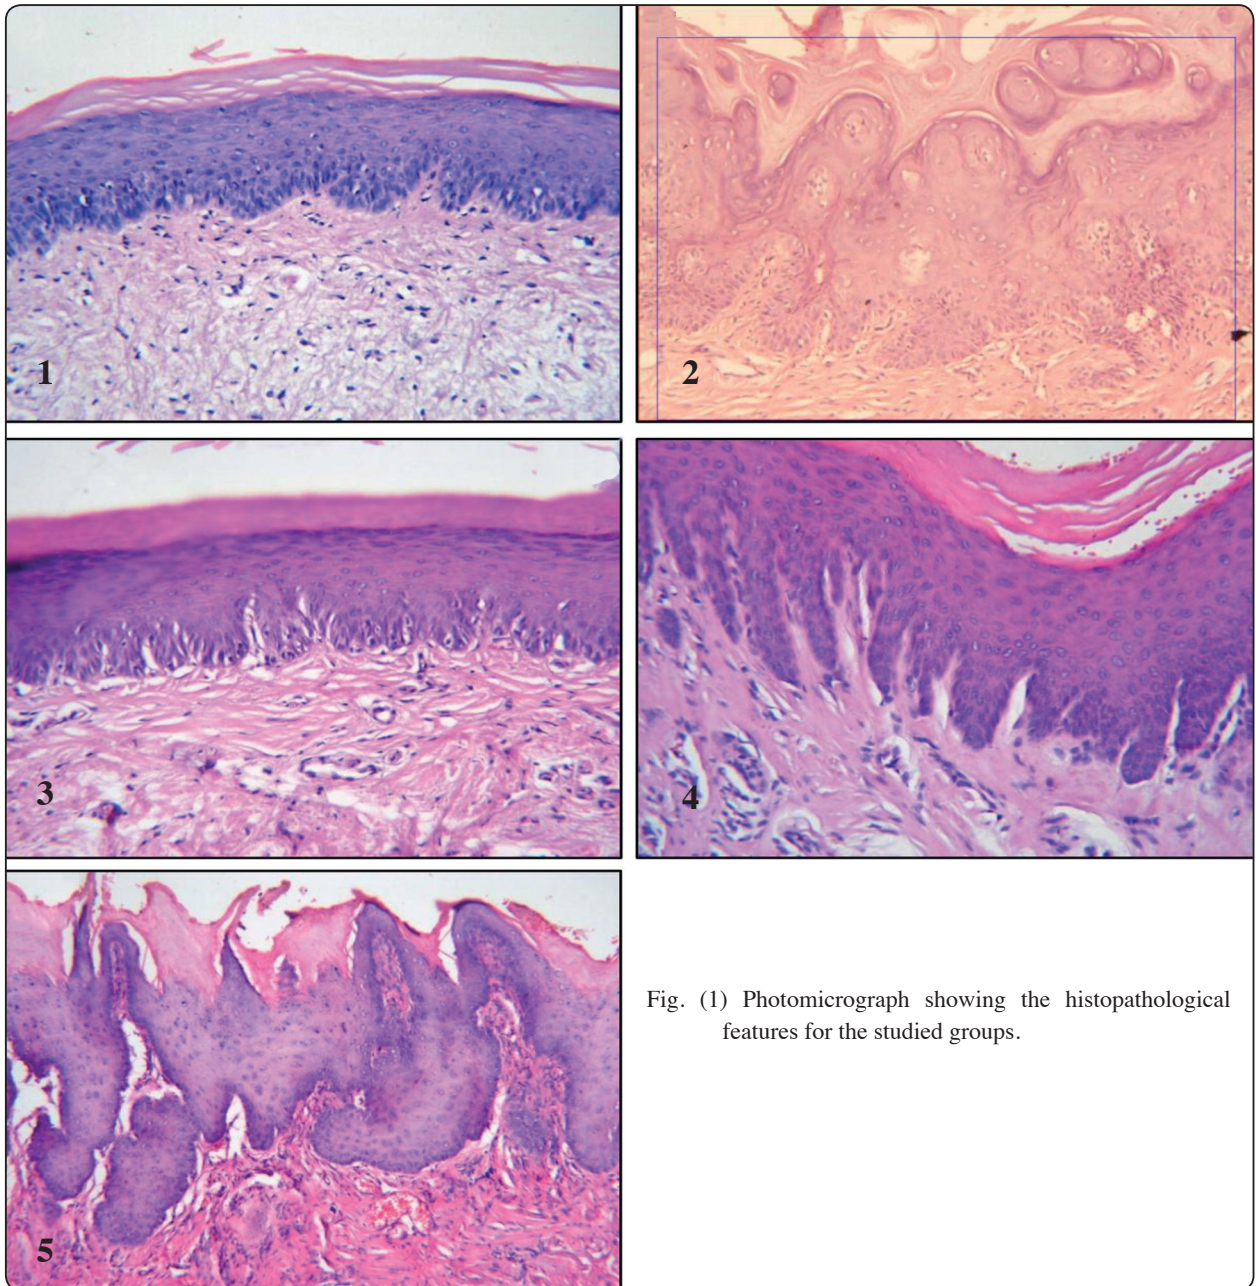 1
2
3
4
5
Fig. (1) Photomicrograph showing the histopathological
features for the studied groups.